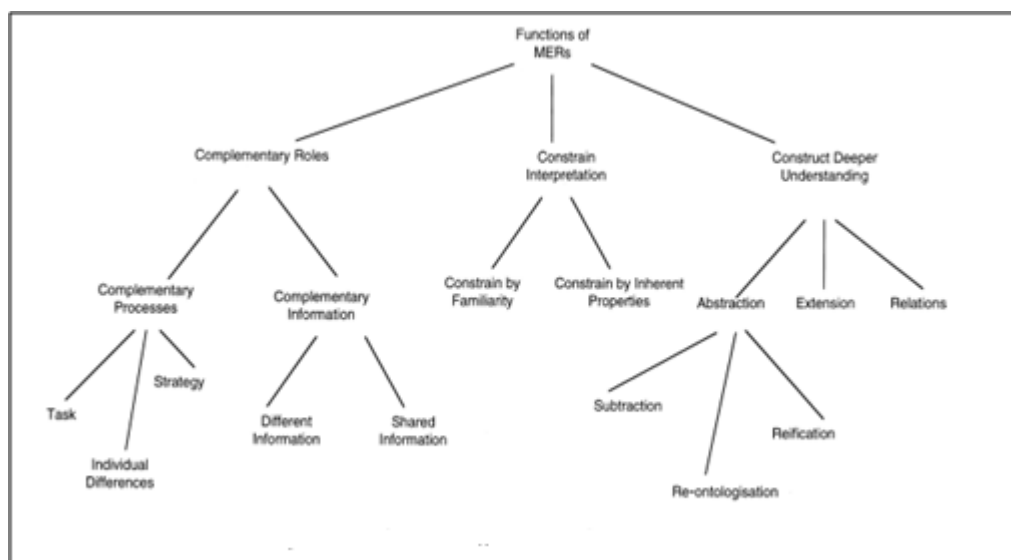 Functions of
MERs
Complementary Roles
Constrain
Interpretation
Construct Deeper
Understanding
Complementary
Processes
Complementary
Information
Constrain by
Familiarity
Constrain by Inherent
Properties
Abstraction
Extension
Relations
Task
Strategy
Individual
Differences
Different
Information
Shared
Information
Subtraction
Reification
Re-ontologisation